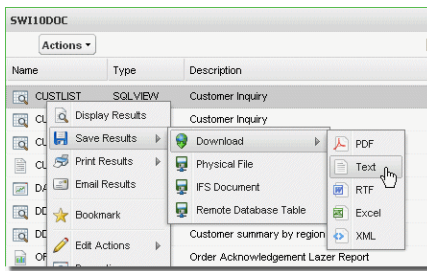 SWI10DOC
Actions
Name Type Description
CUSTLIST SQLVIEW Customer Inquiry
Display Results Customer Inquiry
Save Results Download PDF
Print Results Physical File Text
Email Results IFS Document RTF
Bookmark Remote Database Table Excel
Customer summary by region
Edit Actions XML
Order Acknowledgement Lazer Report